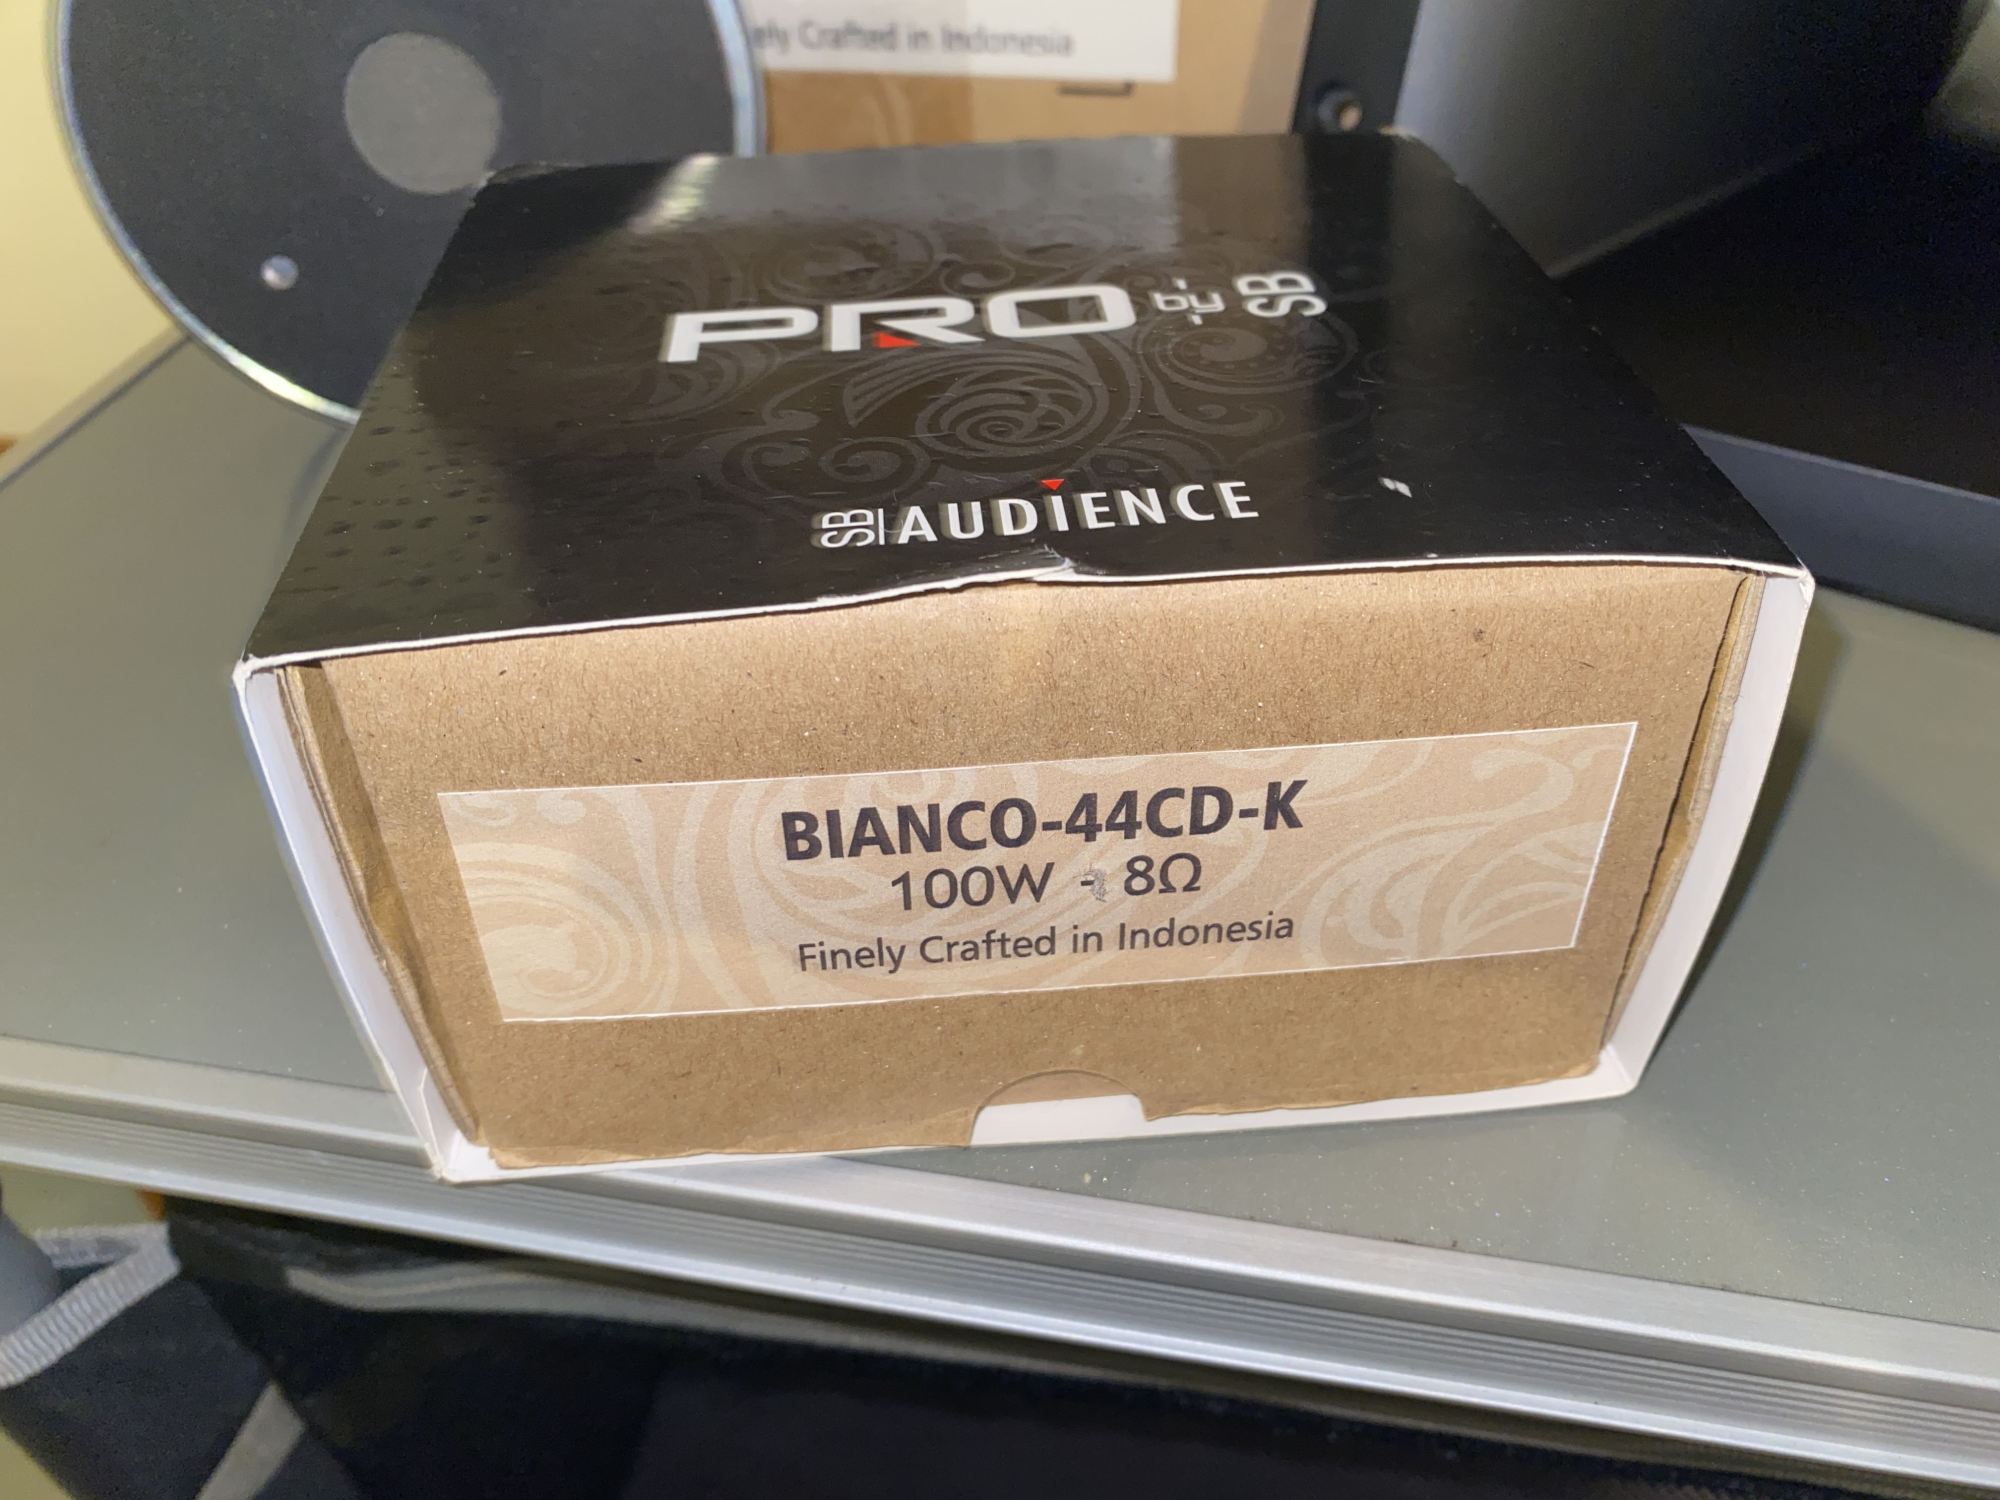 ely Crafted in Indonesia
PRO by SB
SB AUDIENCE
BIANCO-44CD-K
100W - 8Ω
Finely Crafted in Indonesia